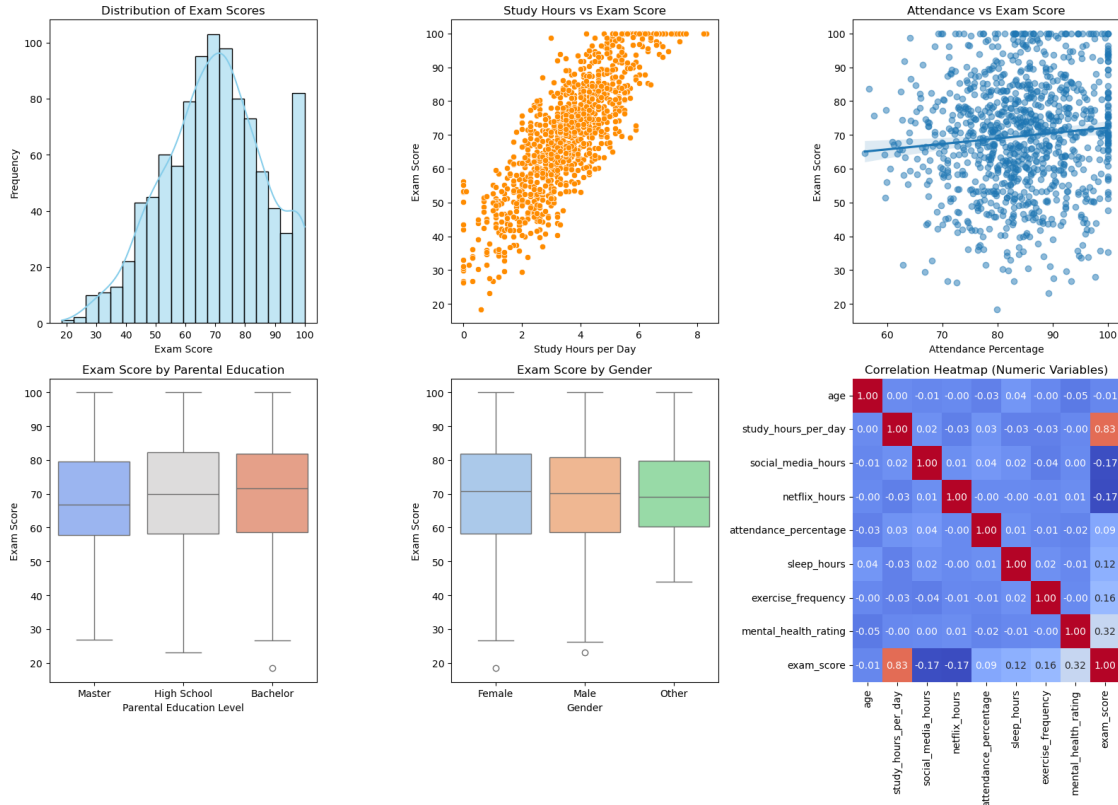 Distribution of Exam Scores
Frequency
100
80
60
40
20
0
20 30 40 50 60 70 80 90 100
Exam Score
Study Hours vs Exam Score
Exam Score
100
90
80
70
60
50
40
30
20
0 2 4 6 8
Study Hours per Day
Attendance vs Exam Score
Exam Score
100
90
80
70
60
50
40
30
20
60 70 80 90 100
Attendance Percentage
Exam Score by Parental Education
Exam Score
100
90
80
70
60
50
40
30
20
Master High School Bachelor
Parental Education Level
Exam Score by Gender
Exam Score
100
90
80
70
60
50
40
30
20
Female Male Other
Gender
Correlation Heatmap (Numeric Variables)
age 1.00 0.00 -0.01 -0.00 -0.03 0.04 -0.00 -0.05 -0.01
study_hours_per_day 0.00 1.00 0.02 -0.03 0.03 -0.03 -0.03 -0.00 0.83
social_media_hours -0.01 0.02 1.00 0.01 0.04 0.02 -0.04 0.00 -0.17
netflix_hours -0.00 -0.03 0.01 1.00 -0.00 -0.00 -0.01 0.01 -0.17
attendance_percentage -0.03 0.03 0.04 -0.00 1.00 0.01 -0.01 -0.02 0.09
sleep_hours 0.04 -0.03 0.02 -0.00 0.01 1.00 0.02 -0.01 0.12
exercise_frequency -0.00 -0.03 -0.04 -0.01 -0.01 0.02 1.00 -0.00 0.16
mental_health_rating -0.05 -0.00 0.00 0.01 -0.02 -0.01 -0.00 1.00 0.32
exam_score -0.01 0.83 -0.17 -0.17 0.09 0.12 0.16 0.32 1.00
age
study_hours_per_day
social_media_hours
netflix_hours
attendance_percentage
sleep_hours
exercise_frequency
mental_health_rating
exam_score